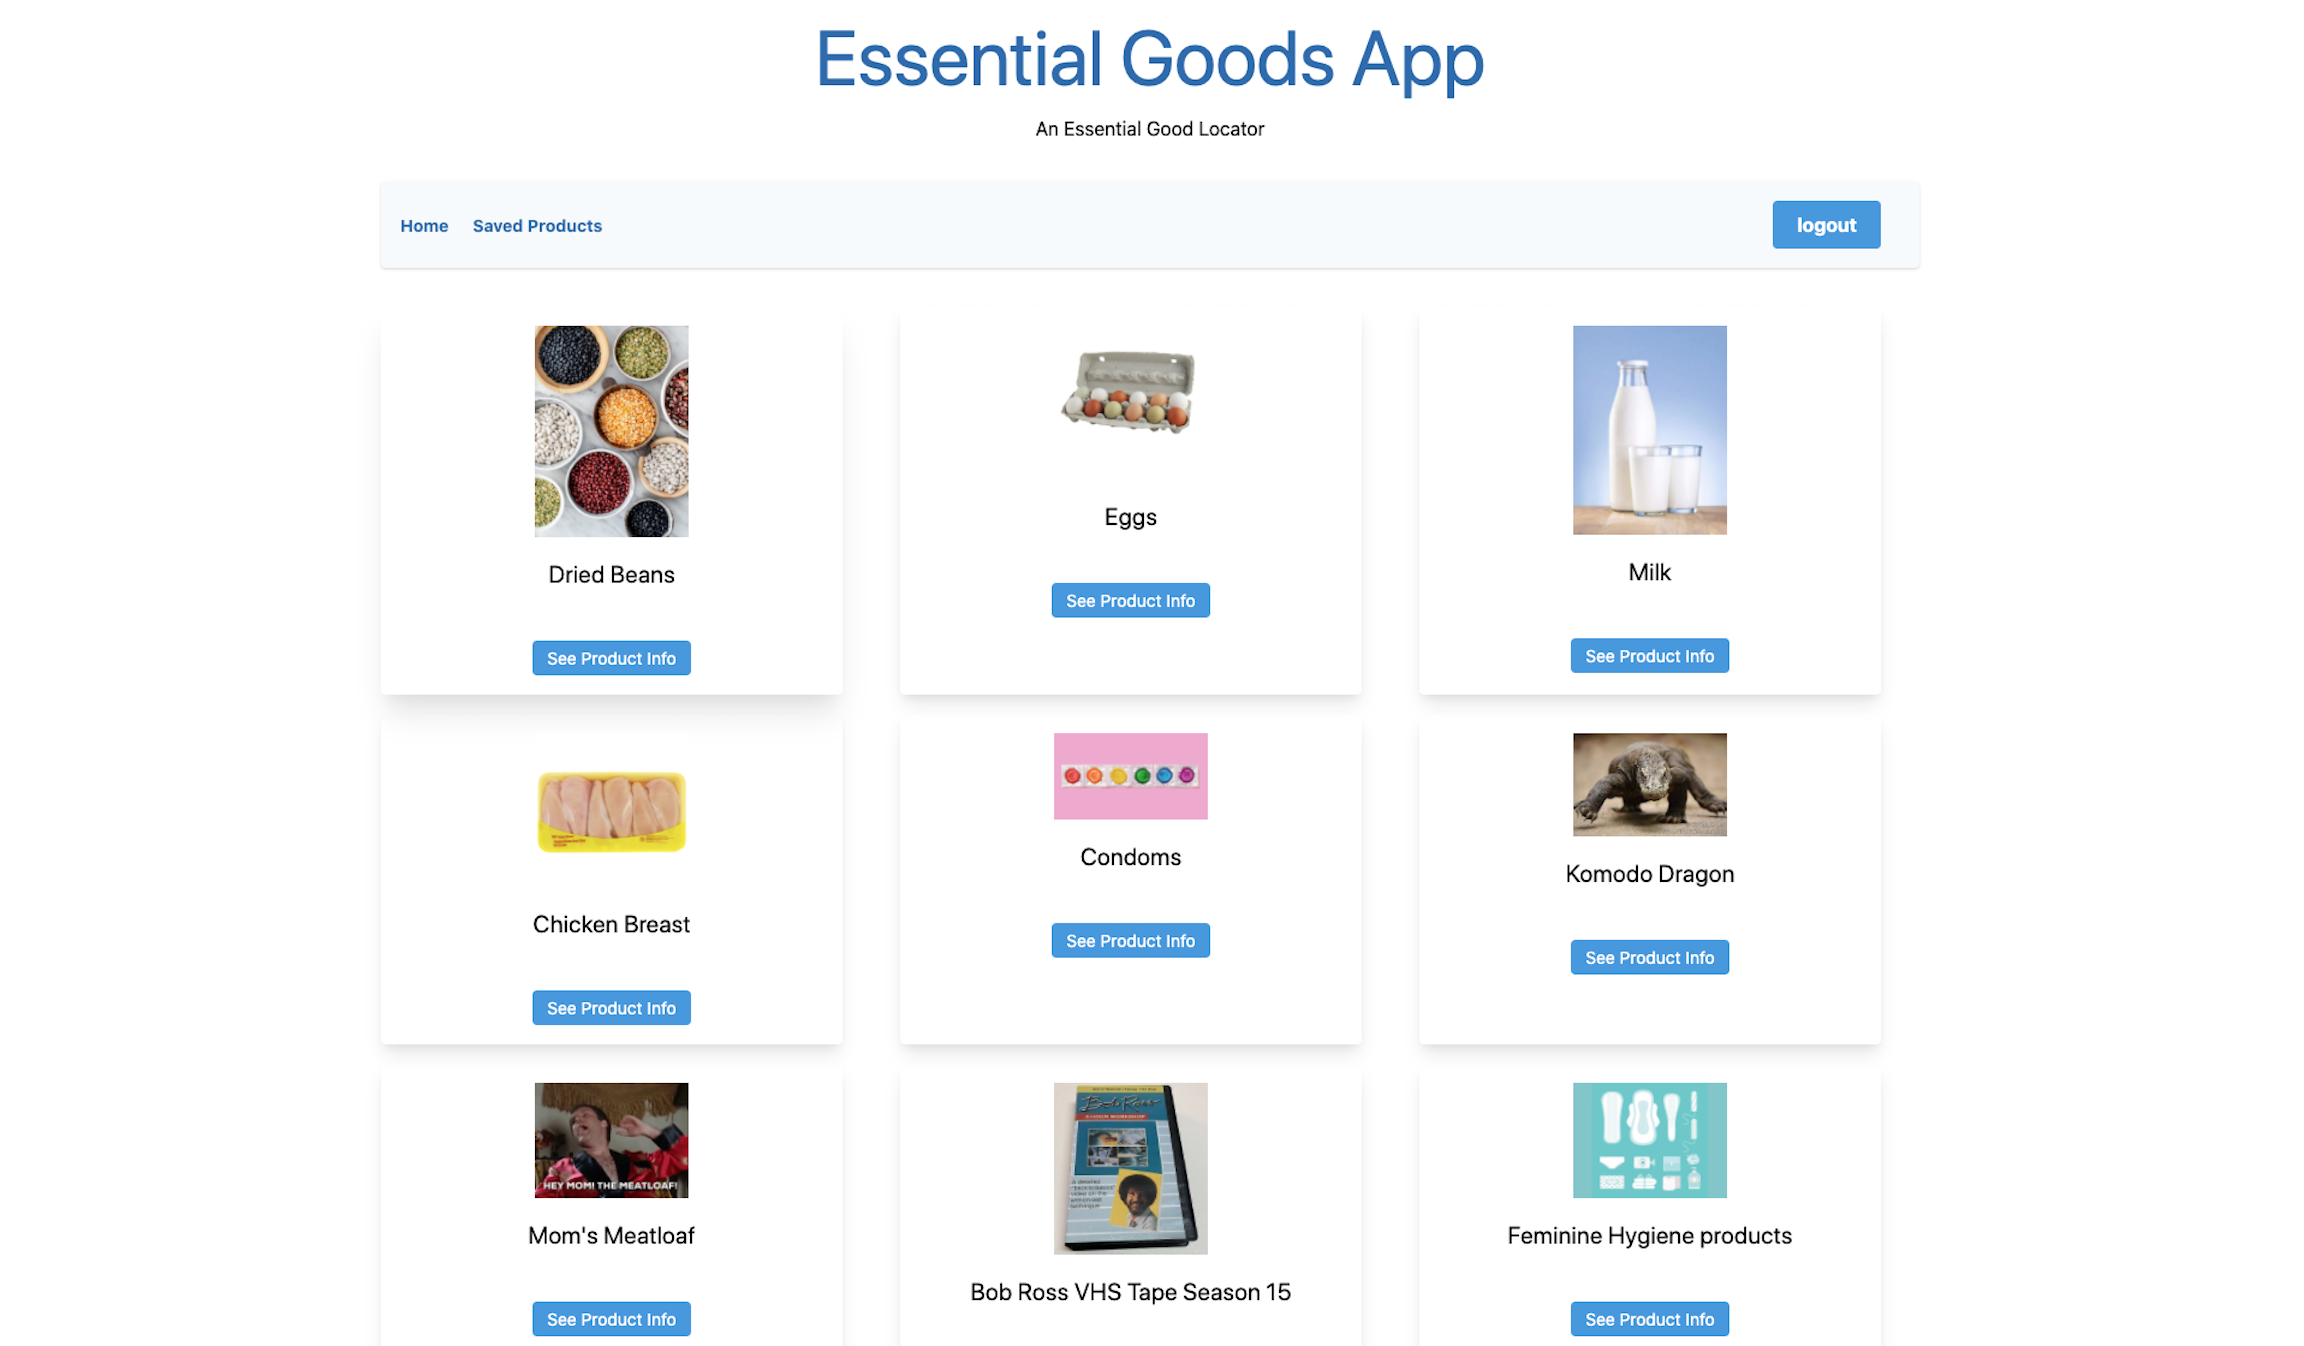 Essential Goods App
An Essential Good Locator
Home Saved Products logout
Dried Beans
See Product Info
Eggs
See Product Info
Milk
See Product Info
Chicken Breast
See Product Info
Condoms
See Product Info
Komodo Dragon
See Product Info
HEY MOM! THE MEATLOAF!
Mom's Meatloaf
See Product Info
Bob Ross
Bob Ross VHS Tape Season 15
Feminine Hygiene products
See Product Info